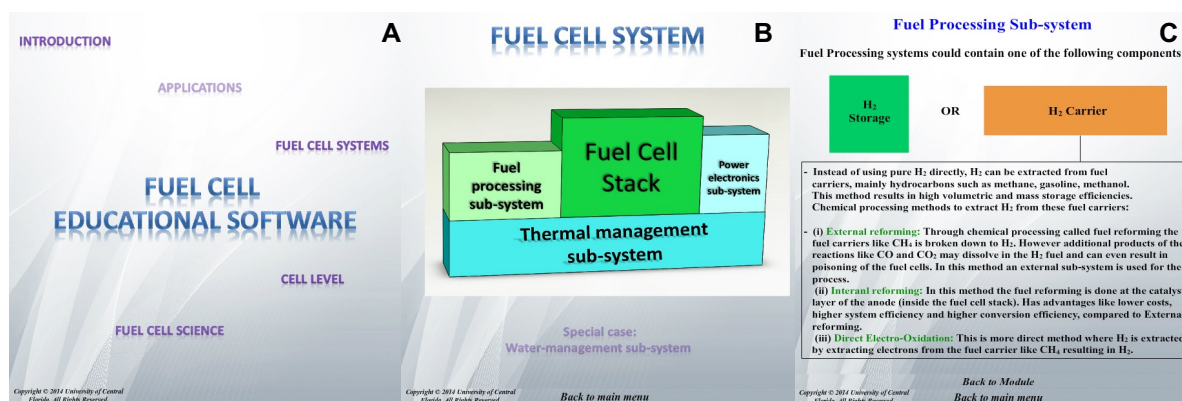 A
INTRODUCTION
APPLICATIONS
FUEL CELL SYSTEMS
FUEL CELL
EDUCATIONAL SOFTWARE
CELL LEVEL
FUEL CELL SCIENCE
Copyright © 2014 University of Central
Florida. All Rights Reserved
B
FUEL CELL SYSTEM
Fuel
processing
sub-system
Fuel Cell
Stack
Power
electronics
sub-system
Thermal management
sub-system
Special case:
Water-management sub-system
Copyright © 2014 University of Central
Florida. All Rights Reserved
Back to main menu
C
Fuel Processing Sub-system
Fuel Processing systems could contain one of the following components
H₂
Storage
OR
H₂ Carrier
- Instead of using pure H₂ directly, H₂ can be extracted from fuel
carriers, mainly hydrocarbons such as methane, gasoline, methanol.
This method results in high volumetric and mass storage efficiencies.
Chemical processing methods to extract H₂ from these fuel carriers:
- (i) External reforming: Through chemical processing called fuel reforming the
fuel carriers like CH₄ is broken down to H₂. However additional products of the
reactions like CO and CO₂ may dissolve in the H₂ fuel and can even result in
poisoning of the fuel cells. In this method an external sub-system is used for the
process.
(ii) Interanl reforming: In this method the fuel reforming is done at the catalys
layer of the anode (inside the fuel cell stack). Has advantages like lower costs,
higher system efficiency and higher conversion efficiency, compared to Externa
reforming.
(iii) Direct Electro-Oxidation: This is more direct method where H₂ is extracted
by extracting electrons from the fuel carrier like CH₄ resulting in H₂.
Copyright © 2014 University of Central
Florida. All Rights Reserved
Back to Module
Back to main menu